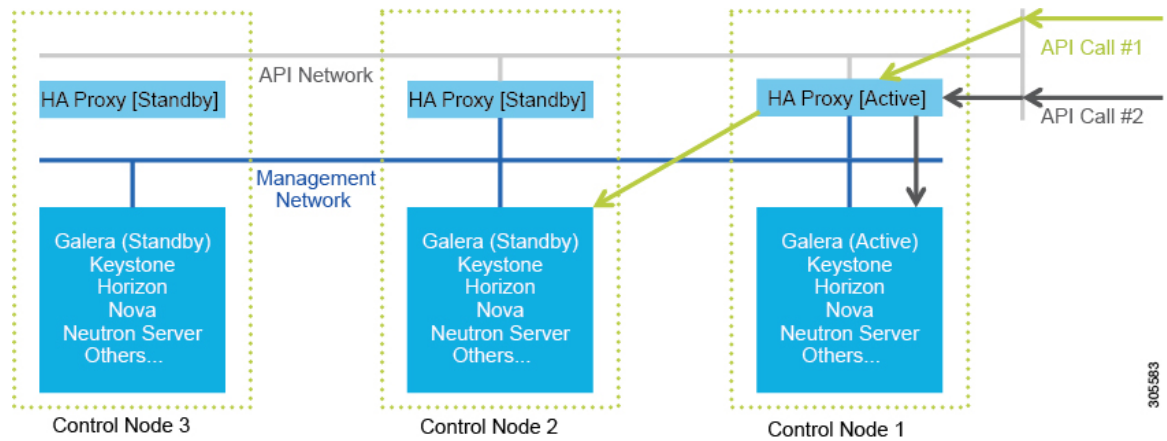 API Call #1
API Network
HA Proxy [Standby]
HA Proxy [Standby]
HA Proxy [Active]
API Call #2
Management
Network
Galera (Standby)
Keystone
Horizon
Nova
Neutron Server
Others...
Galera (Standby)
Keystone
Horizon
Nova
Neutron Server
Others...
Galera (Active)
Keystone
Horizon
Nova
Neutron Server
Others...
305583
Control Node 3
Control Node 2
Control Node 1